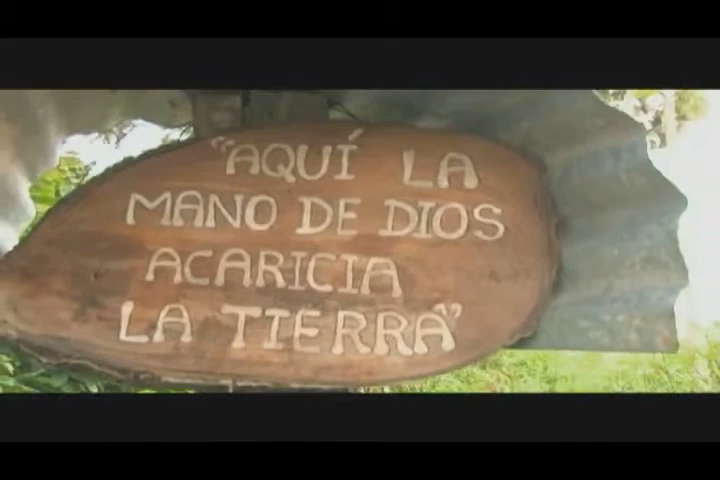 "AQUÍ LA
MANO DE DIOS
ACARICIA
LA TIERRA"